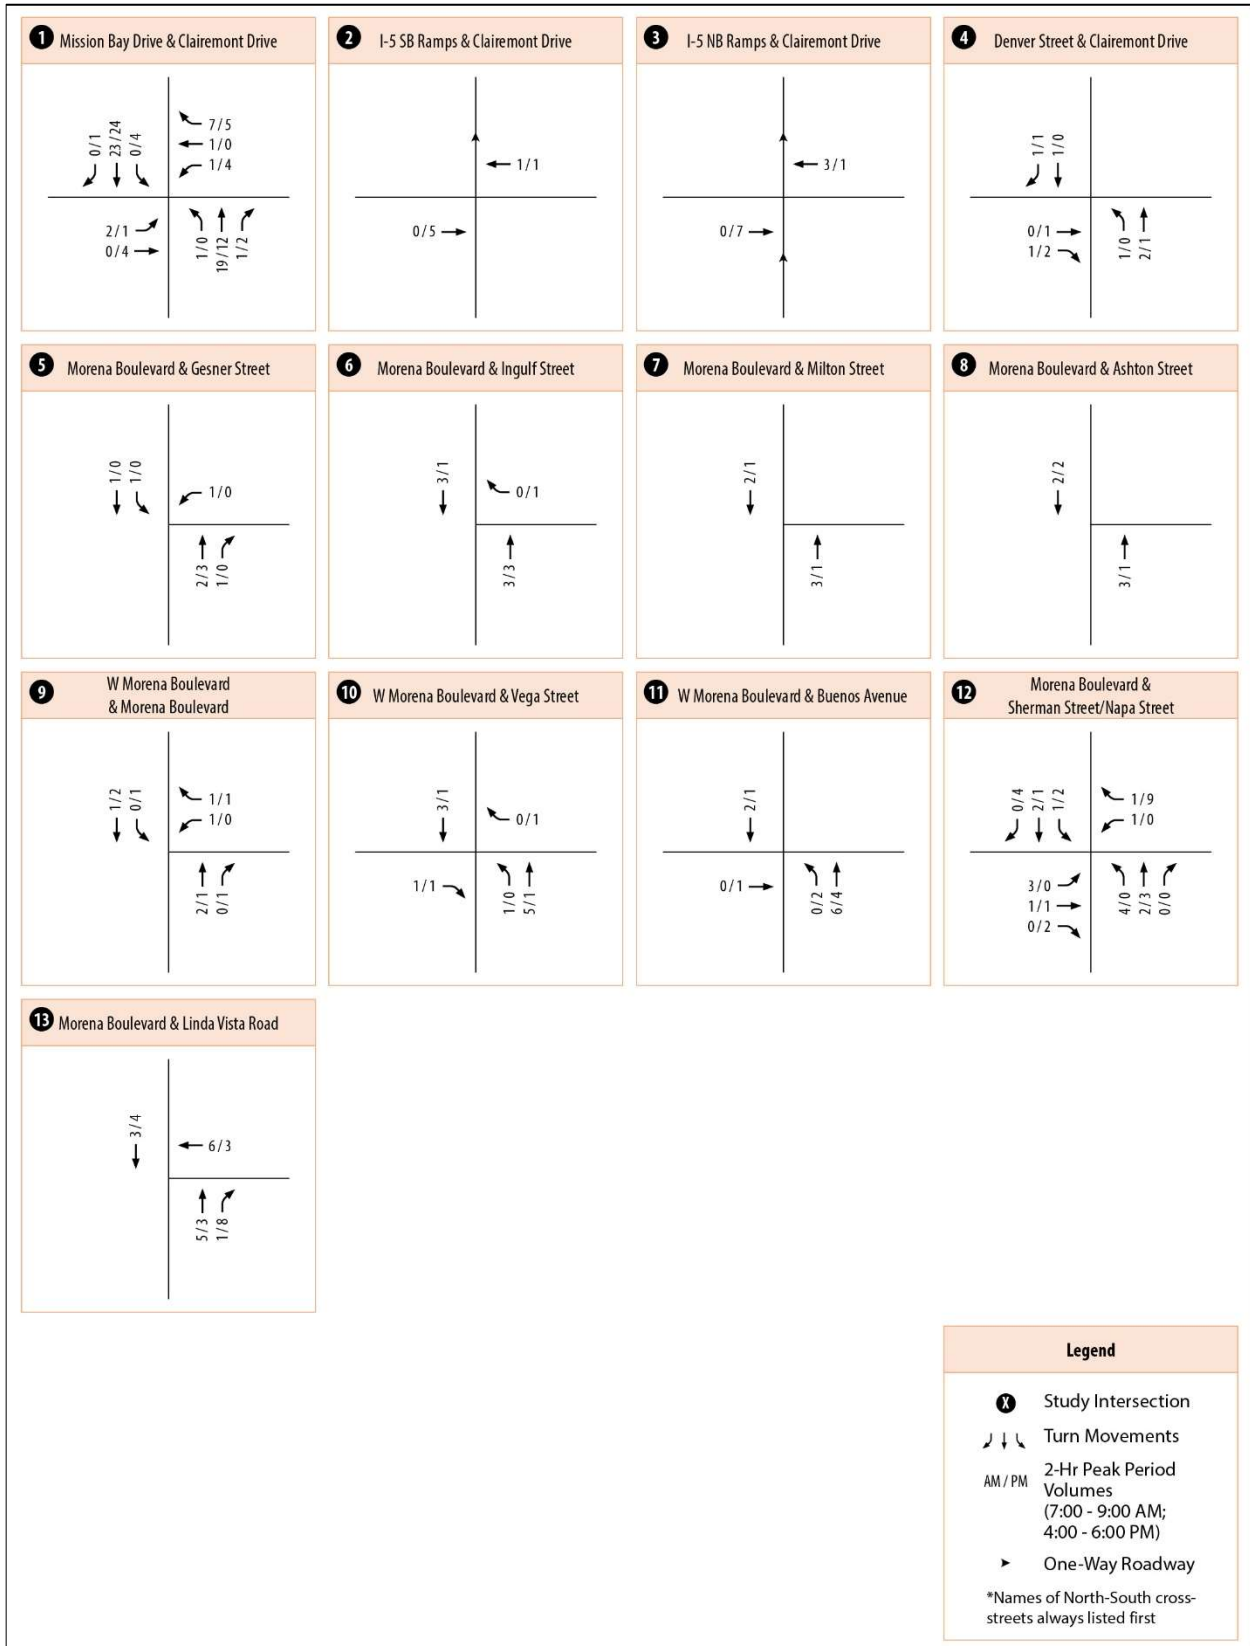 1 Mission Bay Drive & Clairemont Drive
0 / 1
23 / 24
0 / 4
7 / 5
1 / 0
1 / 4
2 / 1
0 / 4
1 / 0
19 / 12
1 / 2
2 I-5 SB Ramps & Clairemont Drive
1 / 1
0 / 5
3 I-5 NB Ramps & Clairemont Drive
3 / 1
0 / 7
4 Denver Street & Clairemont Drive
1 / 1
1 / 0
0 / 1
1 / 2
1 / 0
2 / 1
5 Morena Boulevard & Gesner Street
1 / 0
1 / 0
1 / 0
2 / 3
1 / 0
6 Morena Boulevard & Ingulf Street
3 / 1
0 / 1
3 / 3
7 Morena Boulevard & Milton Street
2 / 1
3 / 1
8 Morena Boulevard & Ashton Street
2 / 2
3 / 1
9 W Morena Boulevard
& Morena Boulevard
1 / 2
0 / 1
1 / 1
1 / 0
2 / 1
0 / 1
10 W Morena Boulevard & Vega Street
3 / 1
0 / 1
1 / 1
1 / 0
5 / 1
11 W Morena Boulevard & Buenos Avenue
2 / 1
0 / 1
0 / 2
6 / 4
12 Morena Boulevard &
Sherman Street/Napa Street
0 / 4
2 / 1
1 / 2
1 / 9
1 / 0
3 / 0
1 / 1
0 / 2
4 / 0
2 / 3
0 / 0
13 Morena Boulevard & Linda Vista Road
3 / 4
6 / 3
5 / 3
1 / 8
Legend
X Study Intersection
Turn Movements
AM / PM 2-Hr Peak Period
Volumes
(7:00 - 9:00 AM;
4:00 - 6:00 PM)
One-Way Roadway
*Names of North-South cross-
streets always listed first